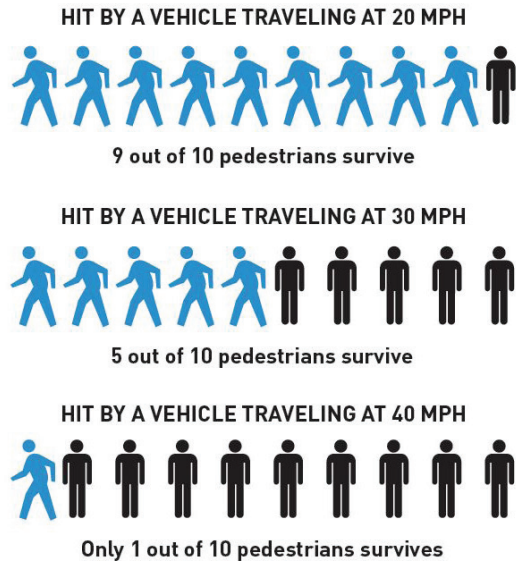 HIT BY A VEHICLE TRAVELING AT 20 MPH
9 out of 10 pedestrians survive
HIT BY A VEHICLE TRAVELING AT 30 MPH
5 out of 10 pedestrians survive
HIT BY A VEHICLE TRAVELING AT 40 MPH
Only 1 out of 10 pedestrians survives